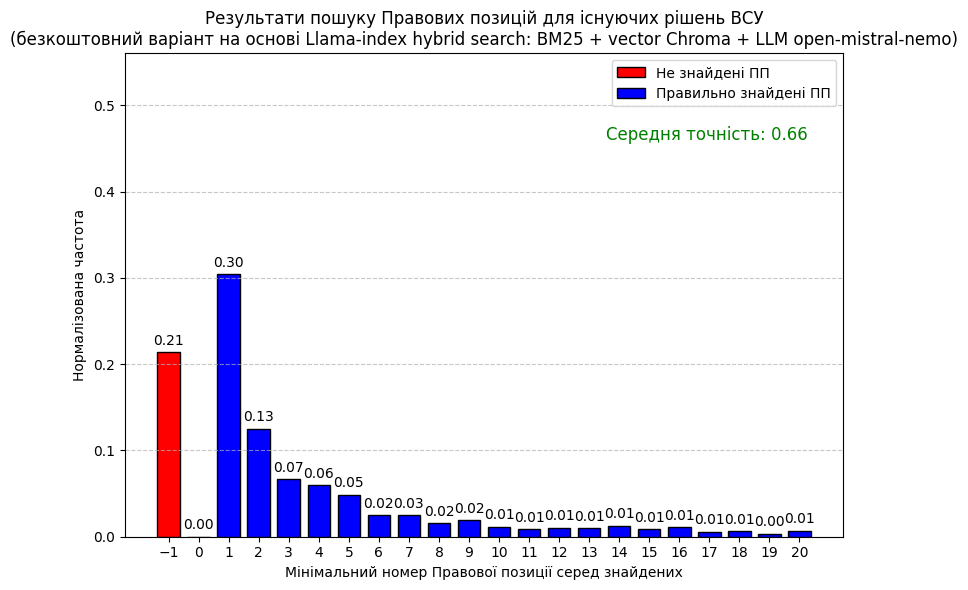 Результати пошуку Правових позицій для існуючих рішень ВСУ
(безкоштовний варіант на основі Llama-index hybrid search: BM25 + vector Chroma + LLM open-mistral-nemo)
Не знайдені ПП
Правильно знайдені ПП
Середня точність: 0.66
Нормалізована частота
0.5
0.4
0.3
0.2
0.1
0.0
0.21 0.00 0.30 0.13 0.07 0.06 0.05 0.02 0.03 0.02 0.02 0.01 0.01 0.01 0.01 0.01 0.01 0.01 0.01 0.01 0.00 0.01
−1 0 1 2 3 4 5 6 7 8 9 10 11 12 13 14 15 16 17 18 19 20
Мінімальний номер Правової позиції серед знайдених